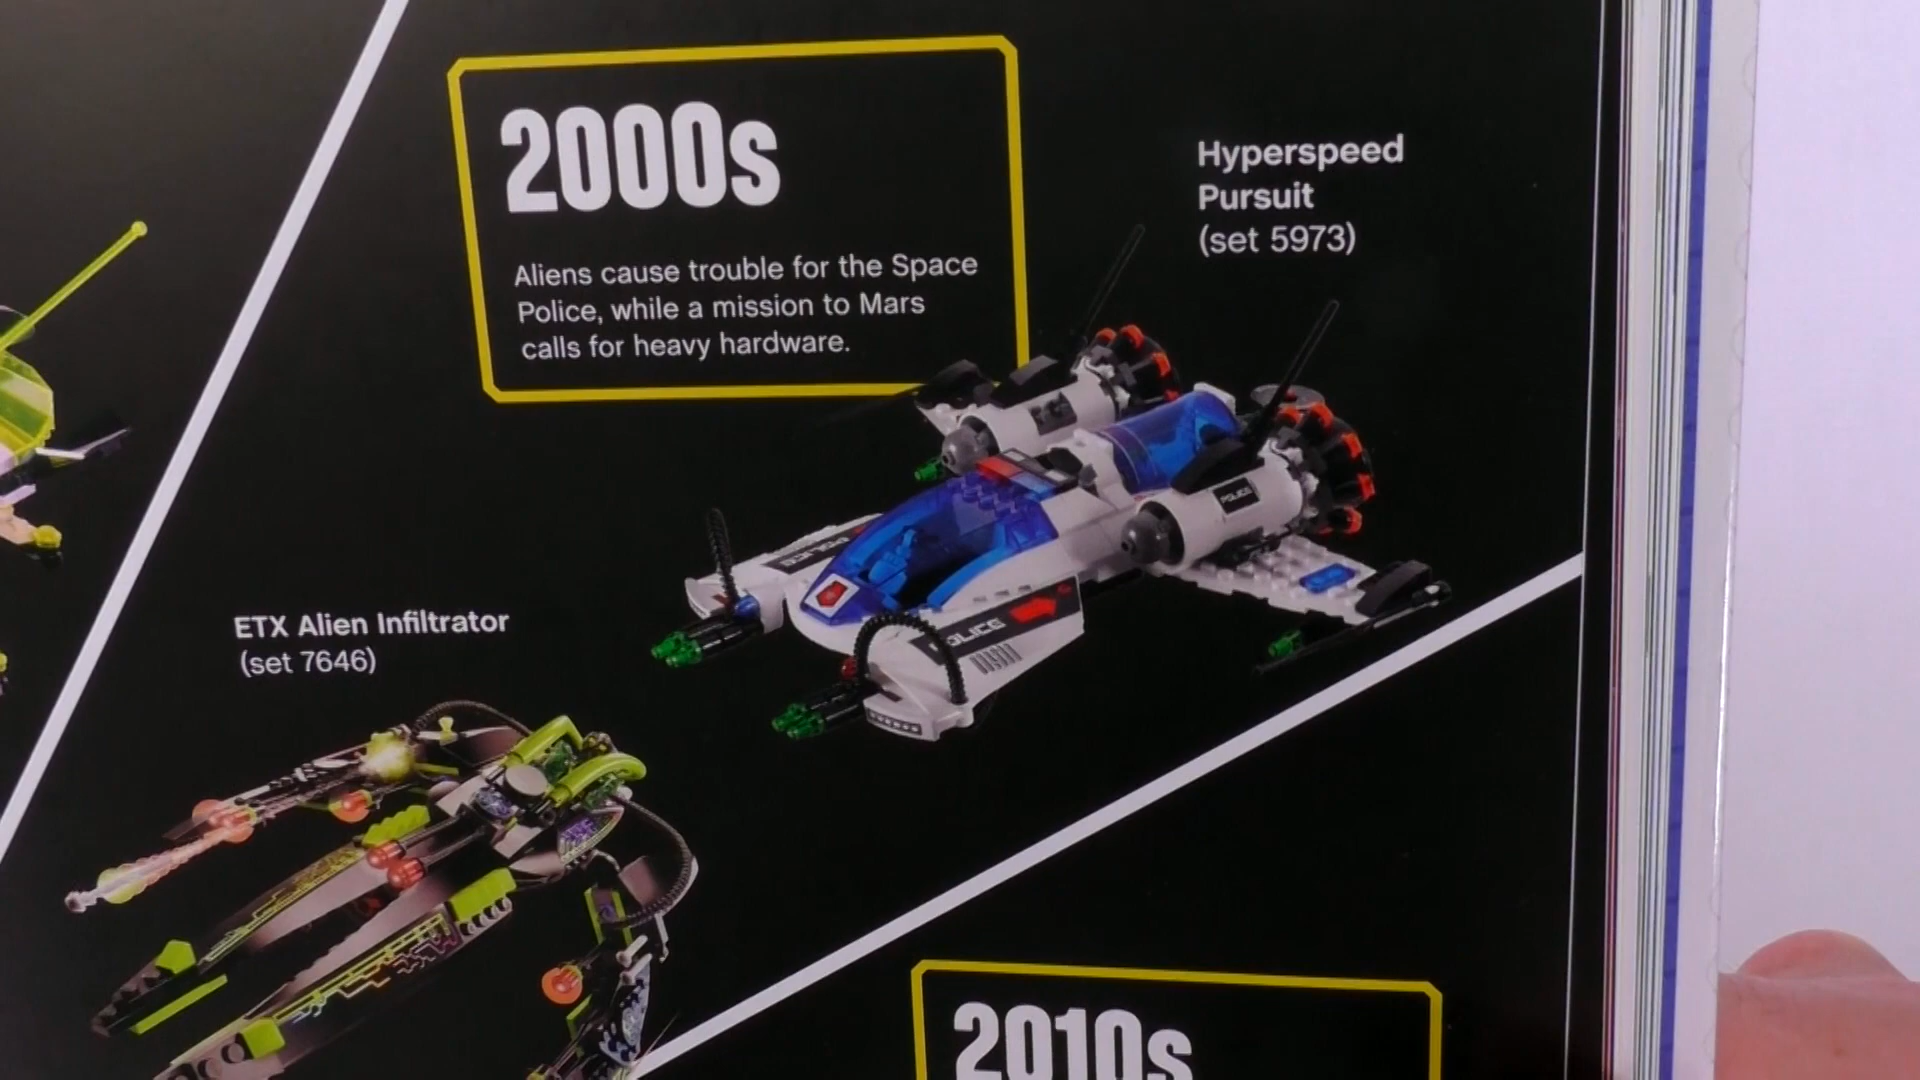 2000s
Aliens cause trouble for the Space
Police, while a mission to Mars
calls for heavy hardware.
Hyperspeed
Pursuit
(set 5973)
POLICE
POLICE
POLICE
ETX Alien Infiltrator
(set 7646)
2010s